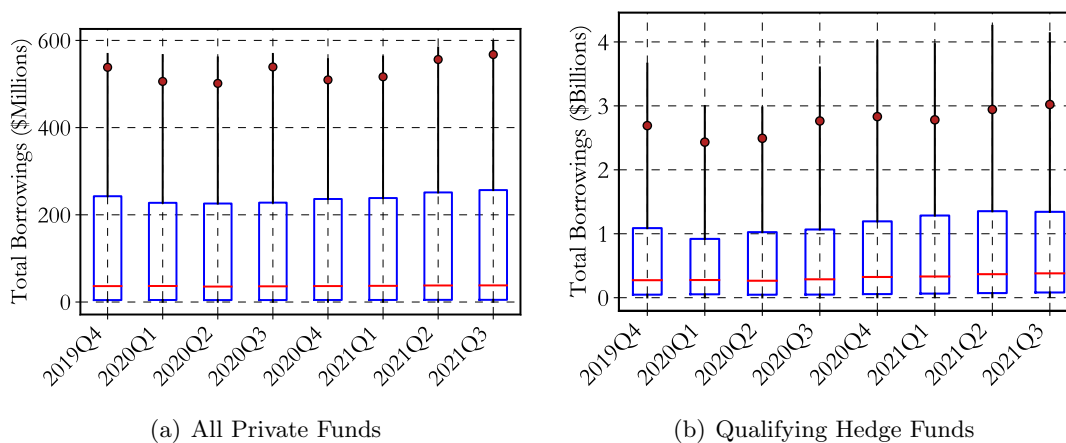 Total Borrowings ($Millions)
600
400
200
0
2019Q4
2020Q1
2020Q2
2020Q3
2020Q4
2021Q1
2021Q2
2021Q3
(a) All Private Funds
Total Borrowings ($Billions)
4
3
2
1
0
2019Q4
2020Q1
2020Q2
2020Q3
2020Q4
2021Q1
2021Q2
2021Q3
(b) Qualifying Hedge Funds